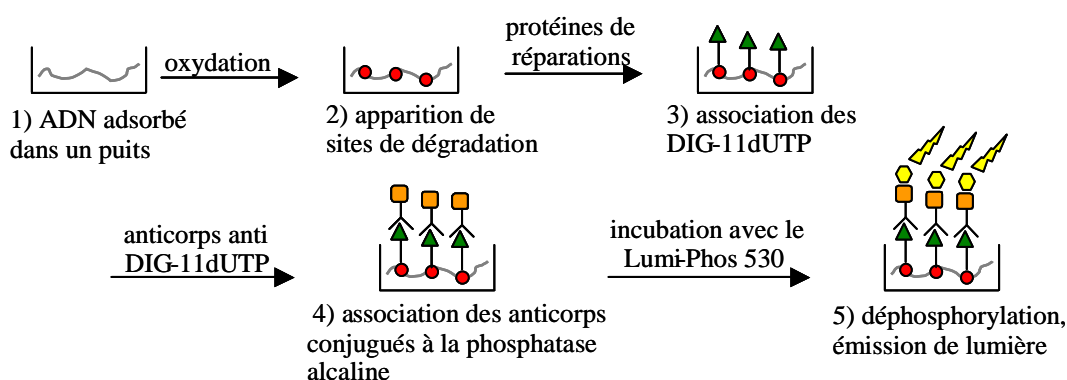 oxydation
protéines de
réparations
1) ADN adsorbé
dans un puits
2) apparition de
sites de dégradation
3) association des
DIG-11dUTP
anticorps anti
DIG-11dUTP
incubation avec le
Lumi-Phos 530
4) association des anticorps
conjugués à la phosphatase
alcaline
5) déphosphorylation,
émission de lumière